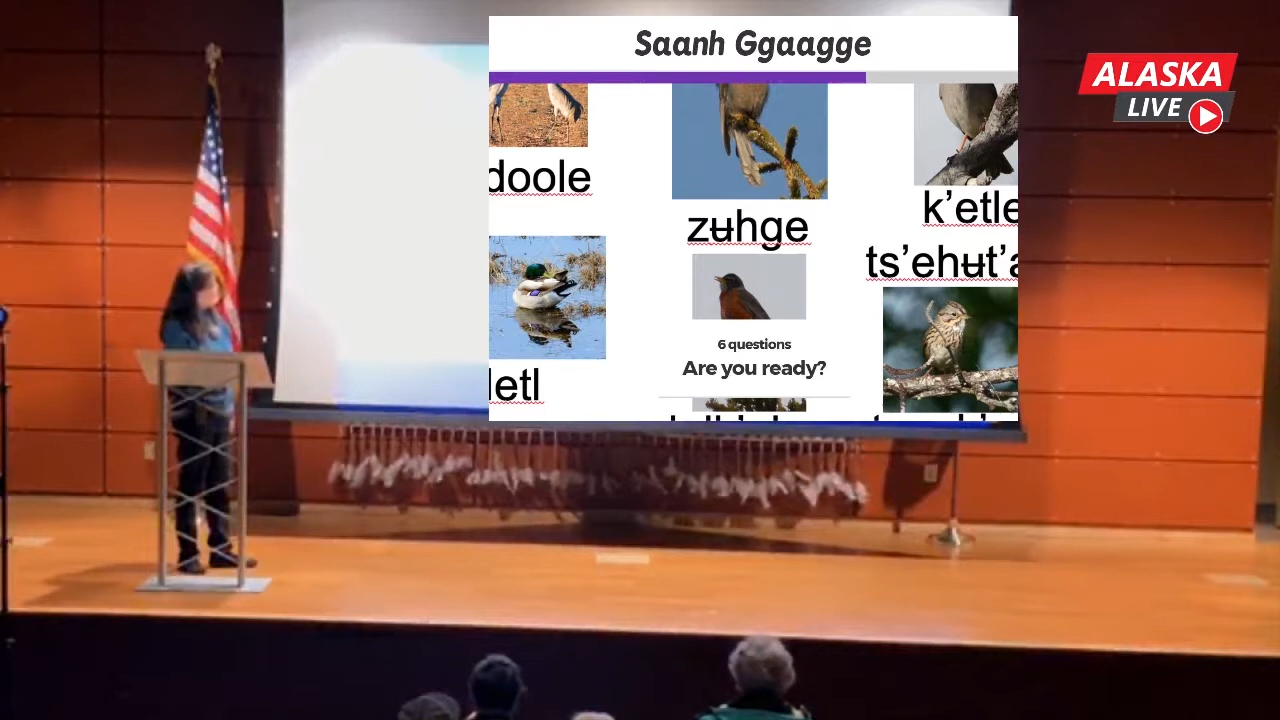 Saanh Ggaagge
ALASKA
LIVE
doole
zʉhge
k’etle
ts’ehʉt’a
letl
6 questions
Are you ready?